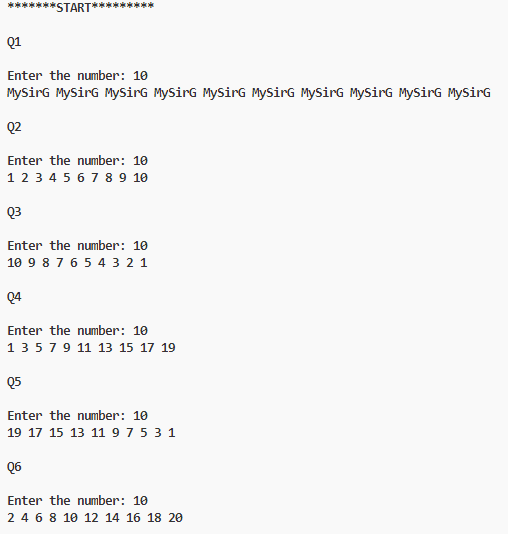 *******START*********
Q1
Enter the number: 10
MySirG MySirG MySirG MySirG MySirG MySirG MySirG MySirG MySirG MySirG
Q2
Enter the number: 10
1 2 3 4 5 6 7 8 9 10
Q3
Enter the number: 10
10 9 8 7 6 5 4 3 2 1
Q4
Enter the number: 10
1 3 5 7 9 11 13 15 17 19
Q5
Enter the number: 10
19 17 15 13 11 9 7 5 3 1
Q6
Enter the number: 10
2 4 6 8 10 12 14 16 18 20